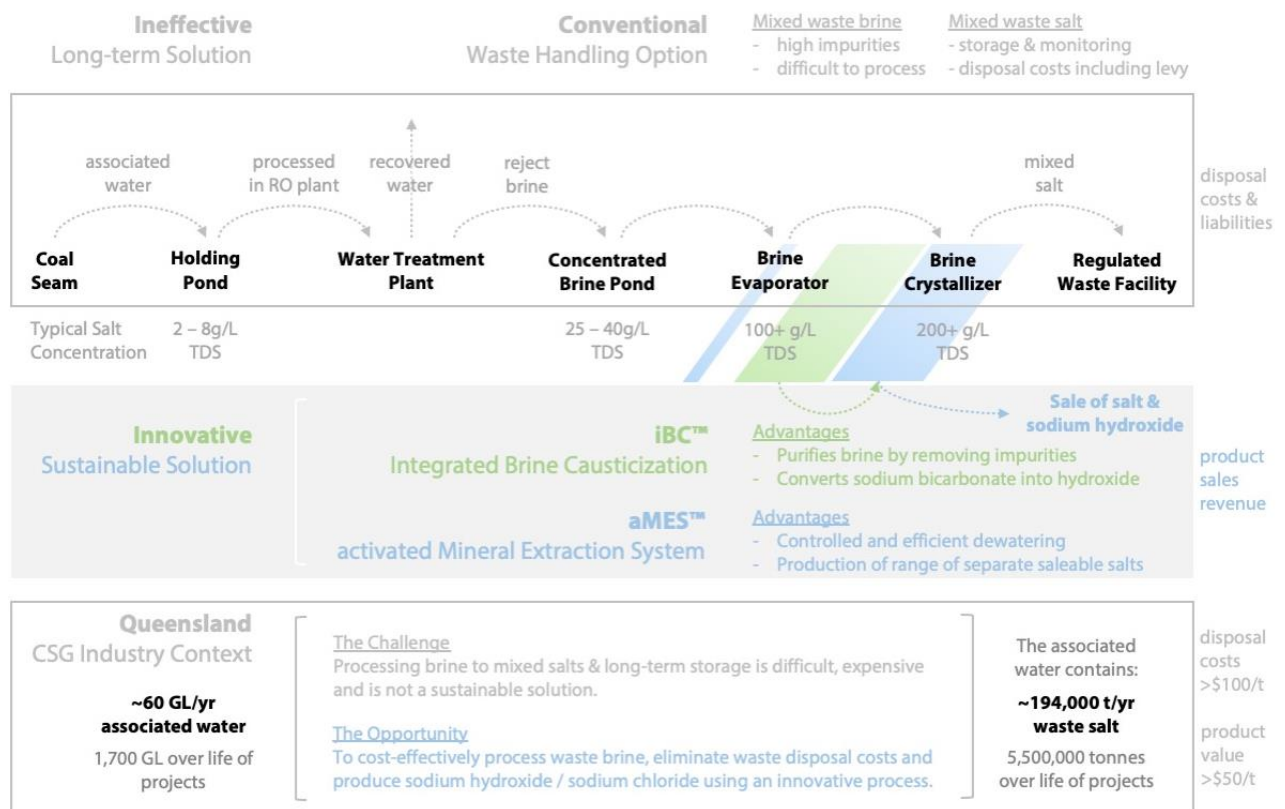 Ineffective
Long-term Solution
Conventional
Waste Handling Option
Mixed waste brine
- high impurities
- difficult to process
Mixed waste salt
- storage & monitoring
- disposal costs including levy
associated
water
processed
in RO plant
recovered
water
reject
brine
mixed
salt
disposal
costs &
liabilities
Coal
Seam
Holding
Pond
Water Treatment
Plant
Concentrated
Brine Pond
Brine
Evaporator
Brine
Crystallizer
Regulated
Waste Facility
Typical Salt
Concentration
2 – 8g/L
TDS
25 – 40g/L
TDS
100+ g/L
TDS
200+ g/L
TDS
Innovative
Sustainable Solution
iBC™
Integrated Brine Causticization
Advantages
- Purifies brine by removing impurities
- Converts sodium bicarbonate into hydroxide
Sale of salt &
sodium hydroxide
aMES™
activated Mineral Extraction System
Advantages
- Controlled and efficient dewatering
- Production of range of separate saleable salts
product
sales
revenue
Queensland
CSG Industry Context
~60 GL/yr
associated water
1,700 GL over life of
projects
The Challenge
Processing brine to mixed salts & long-term storage is difficult, expensive
and is not a sustainable solution.
The Opportunity
To cost-effectively process waste brine, eliminate waste disposal costs and
produce sodium hydroxide / sodium chloride using an innovative process.
The associated
water contains:
~194,000 t/yr
waste salt
5,500,000 tonnes
over life of projects
disposal
costs
>$100/t
product
value
>$50/t